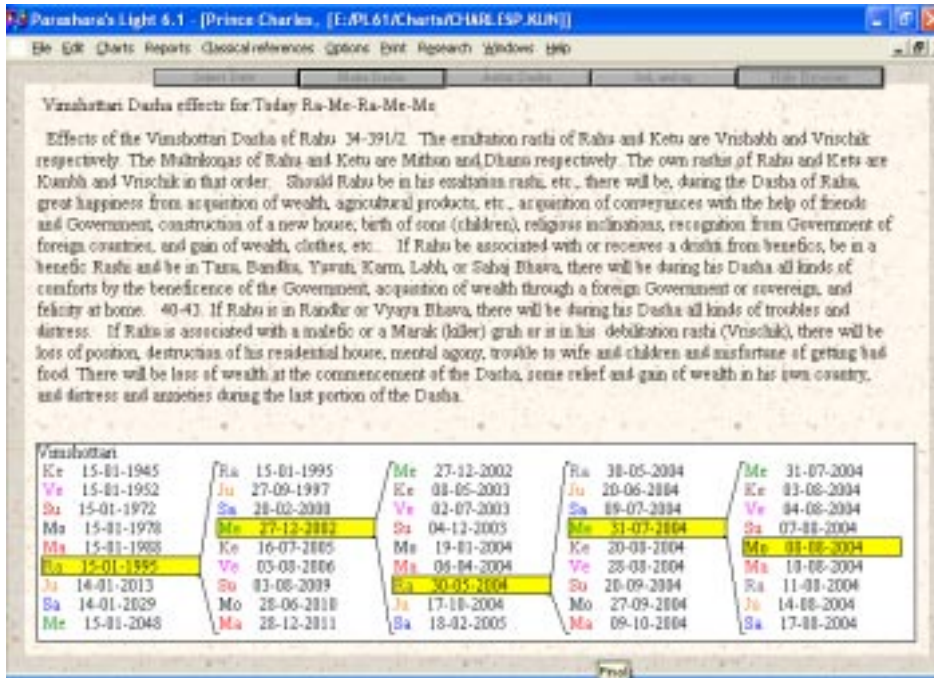 Parashara's Light 6.1 - [Prince Charles, [E:/PL61/Charts/CHARLESP.KUN]]
File Edit Charts Reports Classical references Options Print Research Windows Help
Select Date
Vimshottari Dasha effects for Today Ra-Me-Ra-Me-Mo
Effects of the Vimshottari Dasha of Rahu 34-391/2. The exaltation rashi of Rahu and Ketu are Vrishabh and Vrischik
respectively. The Multrikonas of Rahu and Ketu are Mithun and Dhanu respectively. The own rashis of Rahu and Ketu are
Kumbh and Vrischik in that order. Should Rahu be in his exaltation rashi, etc., there will be, during the Dasha of Rahu,
great happiness from acquisition of wealth, agricultural products, etc., acquisition of conveyances with the help of friends
and Government, construction of a new house, birth of sons (children), religious inclinations, recognition from Government of
foreign countries, and gain of wealth, clothes, etc.. If Rahu be associated with or receives a drishti from benefics, be in a
benefic Rashi and be in Tanu, Bandhu, Yuvati, Karm, Labh, or Sahaj Bhava, there will be during his Dasha all kinds of
comforts by the beneficence of the Government, acquisition of wealth through a foreign Government or sovereign, and
felicity at home. 40-43. If Rahu is in Randhr or Vyaya Bhava, there will be during his Dasha all kinds of troubles and
distress. If Rahu is associated with a malefic or a Marak (killer) grah or is in his debilitation rashi (Vrischik), there will be
loss of position, destruction of his residential house, mental agony, trouble to wife and children and misfortune of getting bad
food. There will be loss of wealth at the commencement of the Dasha, some relief and gain of wealth in his own country,
and distress and anxieties during the last portion of the Dasha.
Vimshottari
Ke 15-01-1945 Ra 15-01-1995 Me 27-12-2002 Ra 30-05-2004 Me 31-07-2004
Ve 15-01-1952 Ju 27-09-1997 Ke 08-05-2003 Ju 20-06-2004 Ke 03-08-2004
Su 15-01-1972 Sa 20-02-2000 Ve 02-07-2003 Sa 09-07-2004 Ve 04-08-2004
Mo 15-01-1978 Me 27-12-2002 Su 04-12-2003 Me 31-07-2004 Su 07-08-2004
Ma 15-01-1988 Ke 16-07-2005 Mo 19-01-2004 Ke 20-08-2004 Mo 08-08-2004
Ra 15-01-1995 Ve 03-08-2006 Ma 06-04-2004 Ve 28-08-2004 Ma 10-08-2004
Ju 14-01-2013 Su 03-08-2009 Ra 30-05-2004 Su 20-09-2004 Ra 11-08-2004
Sa 14-01-2029 Mo 28-06-2010 Ju 17-10-2004 Mo 27-09-2004 Ju 14-08-2004
Me 15-01-2048 Ma 28-12-2011 Sa 18-02-2005 Ma 09-10-2004 Sa 17-08-2004
Final